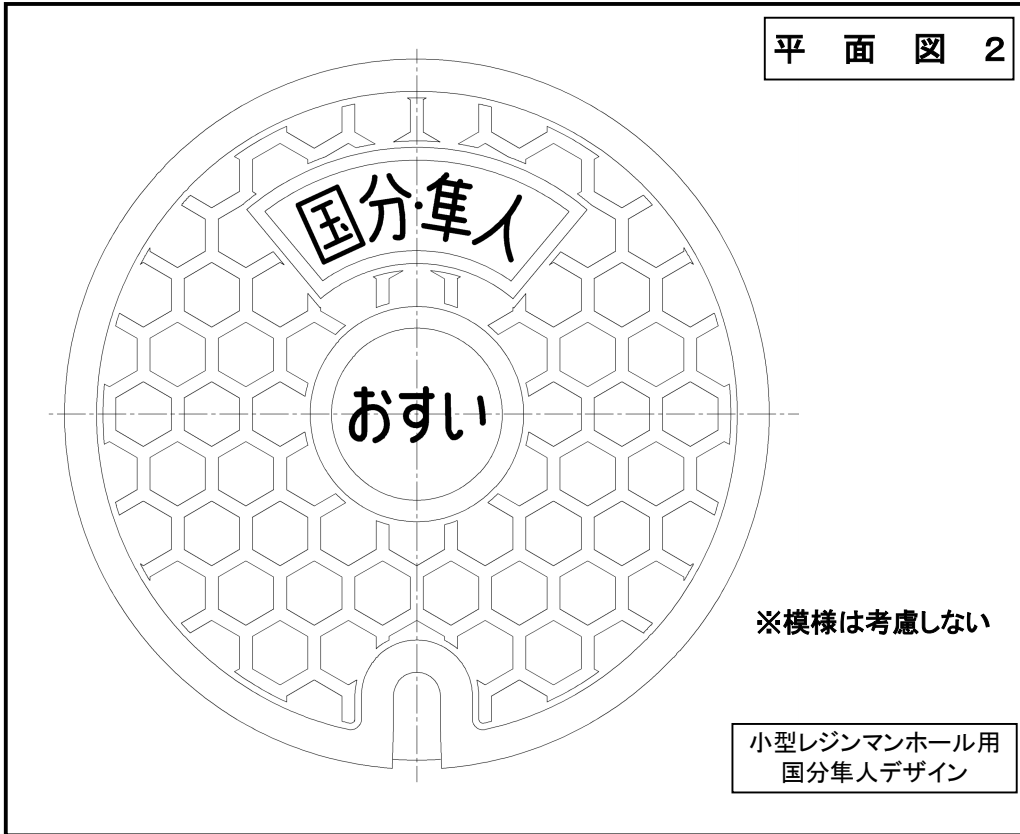 平面図 2
国分・隼人
おすい
※模様は考慮しない
小型レジンマンホール用
国分隼人デザイン